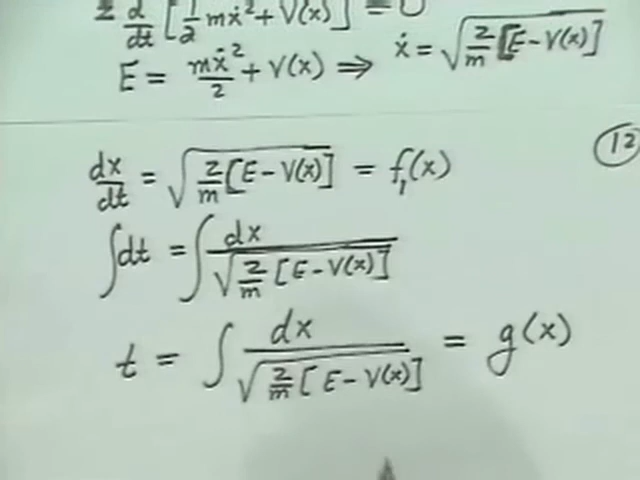 d/dt [1/2 mẋ² + V(x)] = 0
E = mẋ²/2 + V(x) ⇒ ẋ = √(2/m [E − V(x)])
12
dx/dt = √(2/m [E − V(x)]) = f₁(x)
∫dt = ∫ dx / √(2/m [E − V(x)])
t = ∫ dx / √(2/m [E − V(x)]) = g(x)